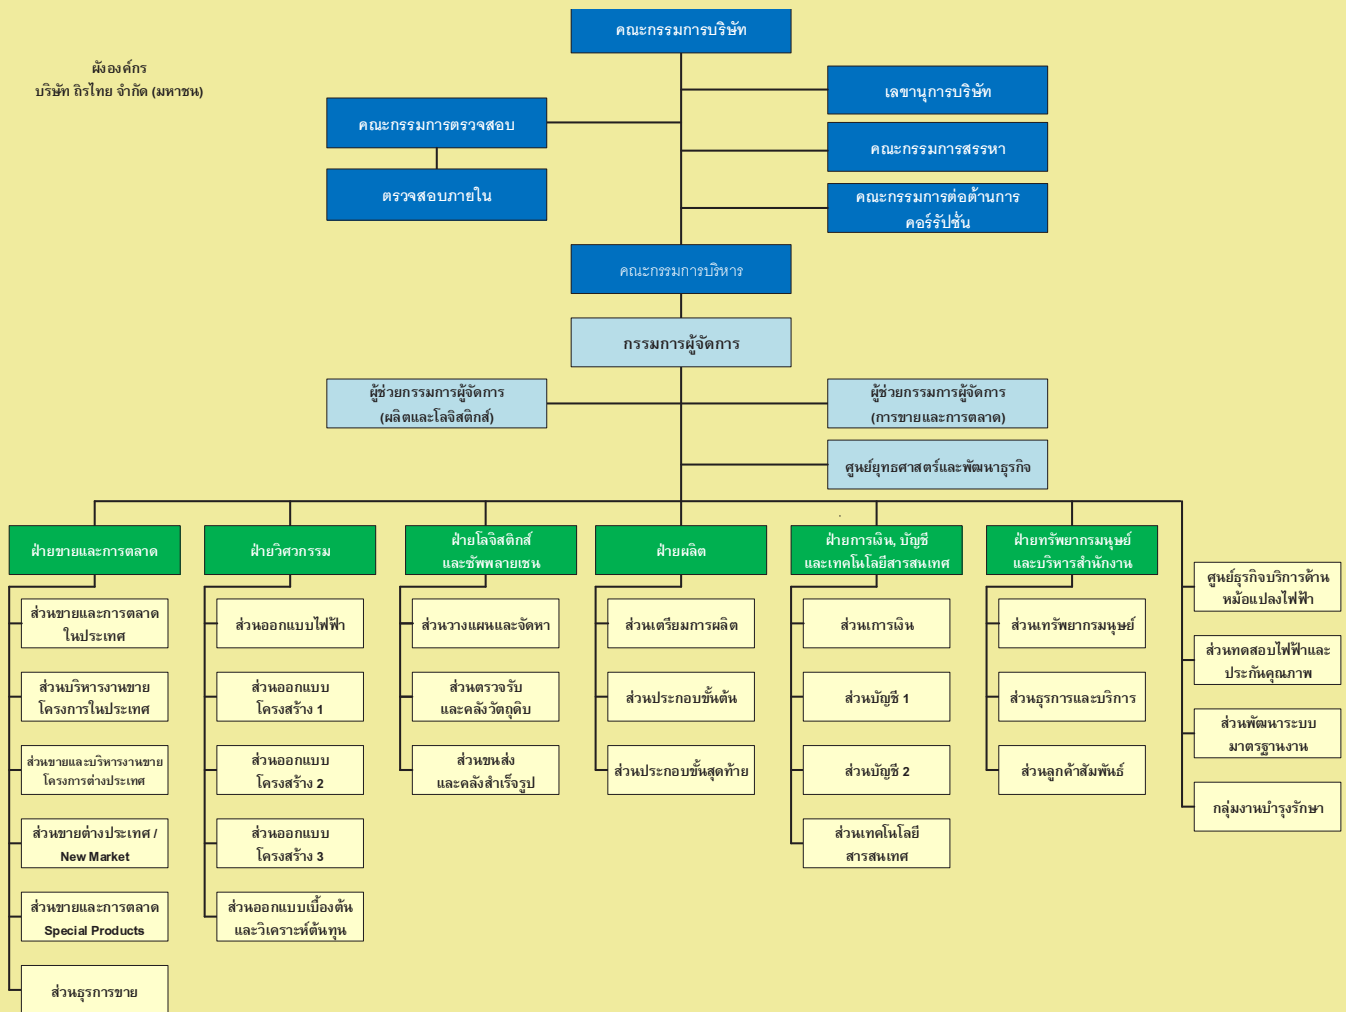 ผังองค์กร
บริษัท ถิรไทย จำกัด (มหาชน)
คณะกรรมการบริษัท
เลขานุการบริษัท
คณะกรรมการตรวจสอบ
คณะกรรมการสรรหา
ตรวจสอบภายใน
คณะกรรมการต่อต้านการ
คอร์รัปชั่น
คณะกรรมการบริหาร
กรรมการผู้จัดการ
ผู้ช่วยกรรมการผู้จัดการ
(ผลิตและโลจิสติกส์)
ผู้ช่วยกรรมการผู้จัดการ
(การขายและการตลาด)
ศูนย์ยุทธศาสตร์และพัฒนาธุรกิจ
ฝ่ายขายและการตลาด
ส่วนขายและการตลาด
ในประเทศ
ส่วนบริหารงานขาย
โครงการในประเทศ
ส่วนขายและบริหารงานขาย
โครงการต่างประเทศ
ส่วนขายต่างประเทศ /
New Market
ส่วนขายและการตลาด
Special Products
ส่วนธุรการขาย
ฝ่ายวิศวกรรม
ส่วนออกแบบไฟฟ้า
ส่วนออกแบบ
โครงสร้าง 1
ส่วนออกแบบ
โครงสร้าง 2
ส่วนออกแบบ
โครงสร้าง 3
ส่วนออกแบบเบื้องต้น
และวิเคราะห์ต้นทุน
ฝ่ายโลจิสติกส์
และซัพพลายเชน
ส่วนวางแผนและจัดหา
ส่วนตรวจรับ
และคลังวัตถุดิบ
ส่วนขนส่ง
และคลังสำเร็จรูป
ฝ่ายผลิต
ส่วนเตรียมการผลิต
ส่วนประกอบขั้นต้น
ส่วนประกอบขั้นสุดท้าย
ฝ่ายการเงิน, บัญชี
และเทคโนโลยีสารสนเทศ
ส่วนเการเงิน
ส่วนบัญชี 1
ส่วนบัญชี 2
ส่วนเทคโนโลยี
สารสนเทศ
ฝ่ายทรัพยากรมนุษย์
และบริหารสำนักงาน
ส่วนเทรัพยากรมนุษย์
ส่วนธุรการและบริการ
ส่วนลูกค้าสัมพันธ์
ศูนย์ธุรกิจบริการด้าน
หม้อแปลงไฟฟ้า
ส่วนทดสอบไฟฟ้าและ
ประกันคุณภาพ
ส่วนพัฒนาระบบ
มาตรฐานงาน
กลุ่มงานบำรุงรักษา